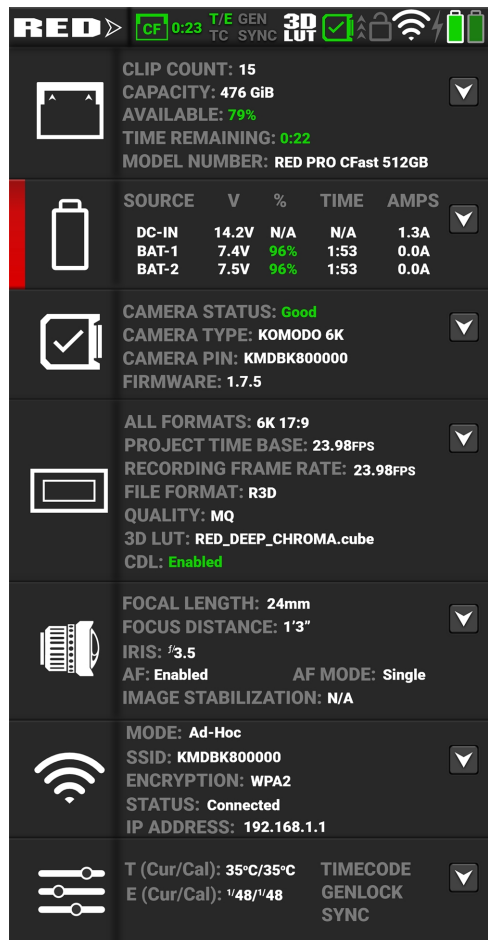 RED
CF 0:23 T/E GEN 3D
TC SYNC LUT
CLIP COUNT: 15
CAPACITY: 476 GiB
AVAILABLE: 79%
TIME REMAINING: 0:22
MODEL NUMBER: RED PRO CFast 512GB
SOURCE V % TIME AMPS
DC-IN 14.2V N/A N/A 1.3A
BAT-1 7.4V 96% 1:53 0.0A
BAT-2 7.5V 96% 1:53 0.0A
CAMERA STATUS: Good
CAMERA TYPE: KOMODO 6K
CAMERA PIN: KMDBK800000
FIRMWARE: 1.7.5
ALL FORMATS: 6K 17:9
PROJECT TIME BASE: 23.98FPS
RECORDING FRAME RATE: 23.98FPS
FILE FORMAT: R3D
QUALITY: MQ
3D LUT: RED_DEEP_CHROMA.cube
CDL: Enabled
FOCAL LENGTH: 24mm
FOCUS DISTANCE: 1'3”
IRIS: f/3.5
AF: Enabled AF MODE: Single
IMAGE STABILIZATION: N/A
MODE: Ad-Hoc
SSID: KMDBK800000
ENCRYPTION: WPA2
STATUS: Connected
IP ADDRESS: 192.168.1.1
T (Cur/Cal): 35ºC/35ºC TIMECODE
E (Cur/Cal): 1/48/1/48 GENLOCK
SYNC